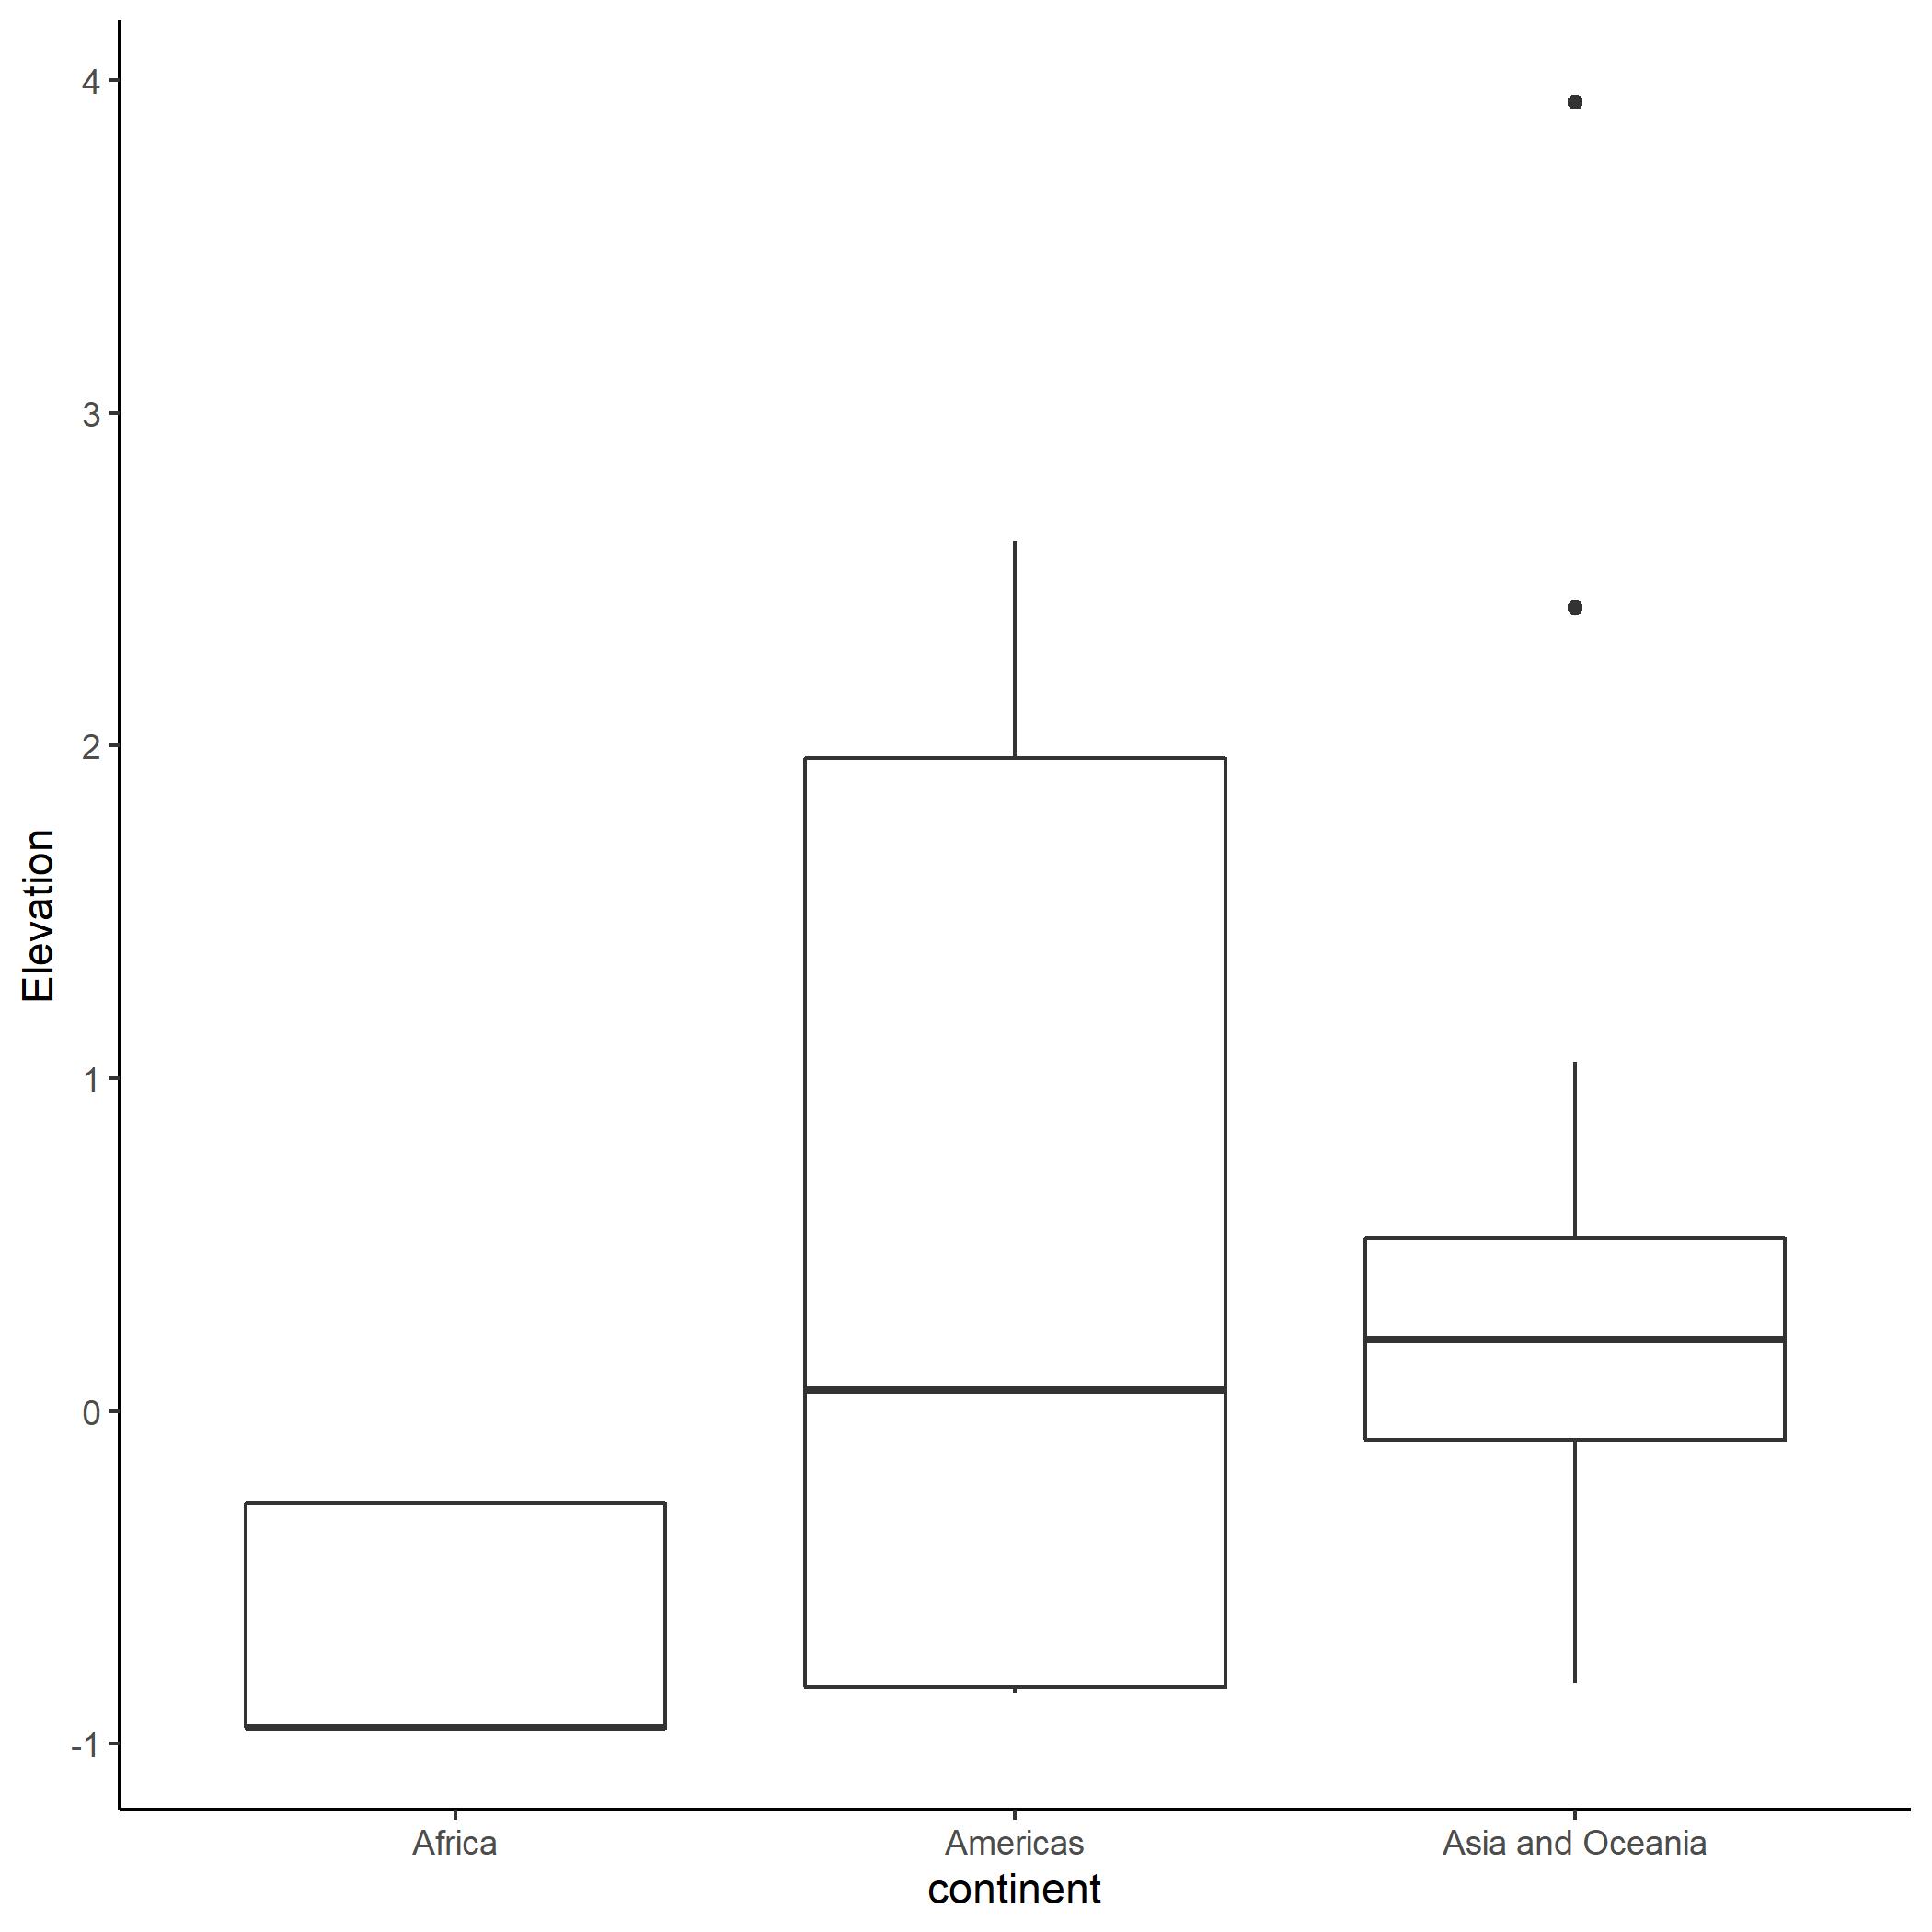 Elevation
4
3
2
1
0
-1
Africa
Americas
Asia and Oceania
continent